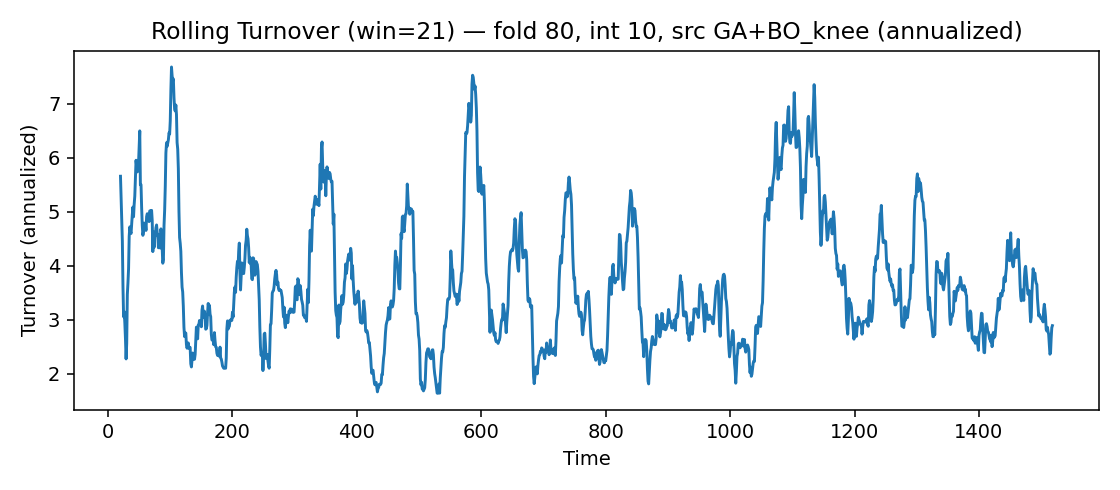 Rolling Turnover (win=21) — fold 80, int 10, src GA+BO_knee (annualized)
Turnover (annualized)
7
6
5
4
3
2
0 200 400 600 800 1000 1200 1400
Time